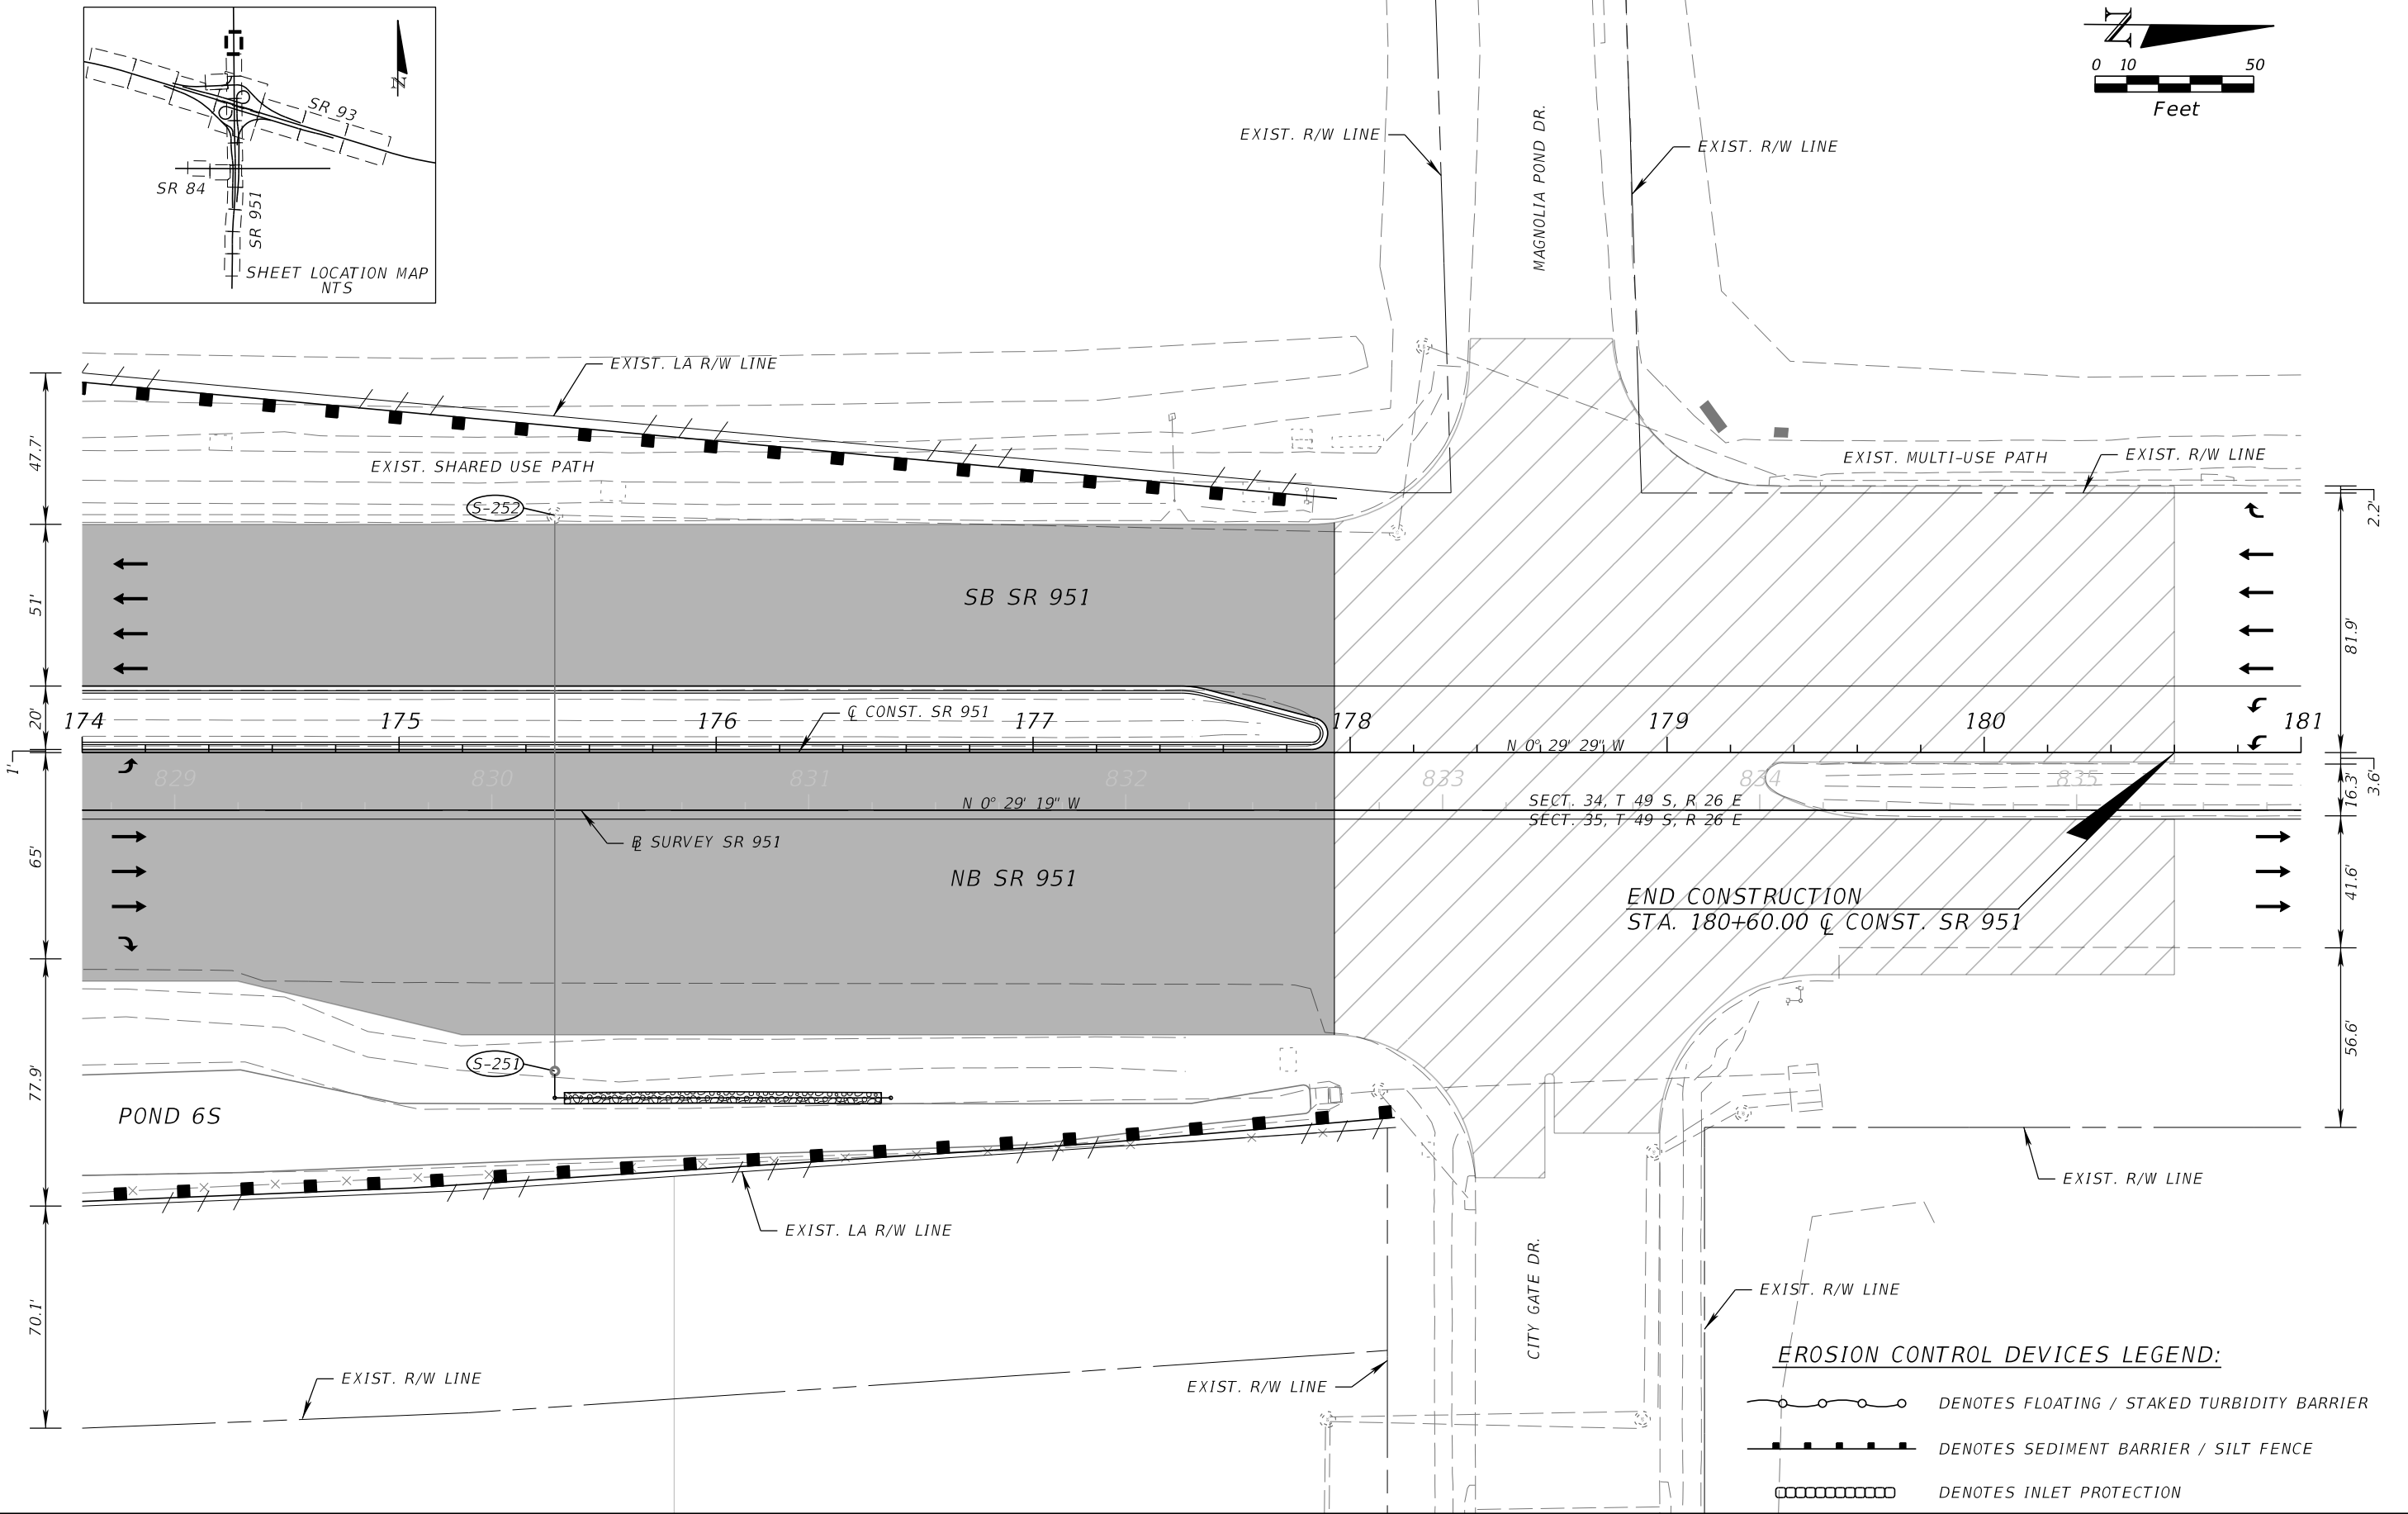 SR 93
SR 84
SR 951
SHEET LOCATION MAP
NTS
N
N
0 10 50
Feet
EXIST. R/W LINE
MAGNOLIA POND DR.
EXIST. R/W LINE
EXIST. LA R/W LINE
EXIST. SHARED USE PATH
EXIST. MULTI-USE PATH
EXIST. R/W LINE
S-252
SB SR 951
47.7'
51'
20'
1'
65'
77.9'
70.1'
2.2'
81.9'
3.6'
16.3'
41.6'
56.6'
℄ CONST. SR 951
174 175 176 177 178 179 180 181
N 0° 29' 29" W
829 830 831 832 833 834 835
N 0° 29' 19" W
SECT. 34, T 49 S, R 26 E
SECT. 35, T 49 S, R 26 E
BL SURVEY SR 951
NB SR 951
END CONSTRUCTION
STA. 180+60.00 ℄ CONST. SR 951
S-251
POND 6S
EXIST. LA R/W LINE
EXIST. R/W LINE
CITY GATE DR.
EXIST. R/W LINE
EXIST. R/W LINE
EXIST. R/W LINE
EROSION CONTROL DEVICES LEGEND:
DENOTES FLOATING / STAKED TURBIDITY BARRIER
DENOTES SEDIMENT BARRIER / SILT FENCE
DENOTES INLET PROTECTION